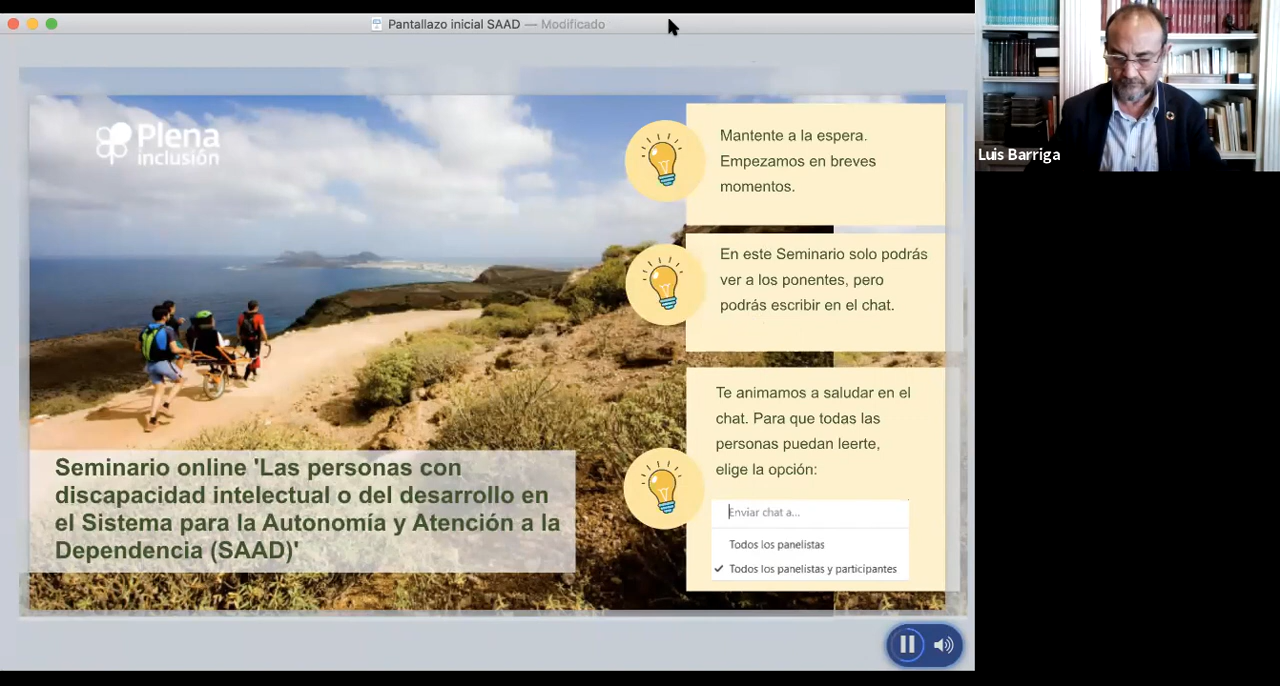 Pantallazo inicial SAAD — Modificado
Plena
inclusión
Mantente a la espera.
Empezamos en breves
momentos.
En este Seminario solo podrás
ver a los ponentes, pero
podrás escribir en el chat.
Te animamos a saludar en el
chat. Para que todas las
personas puedan leerte,
elige la opción:
Enviar chat a...
Todos los panelistas
Todos los panelistas y participantes
Seminario online 'Las personas con
discapacidad intelectual o del desarrollo en
el Sistema para la Autonomía y Atención a la
Dependencia (SAAD)'
Luis Barriga